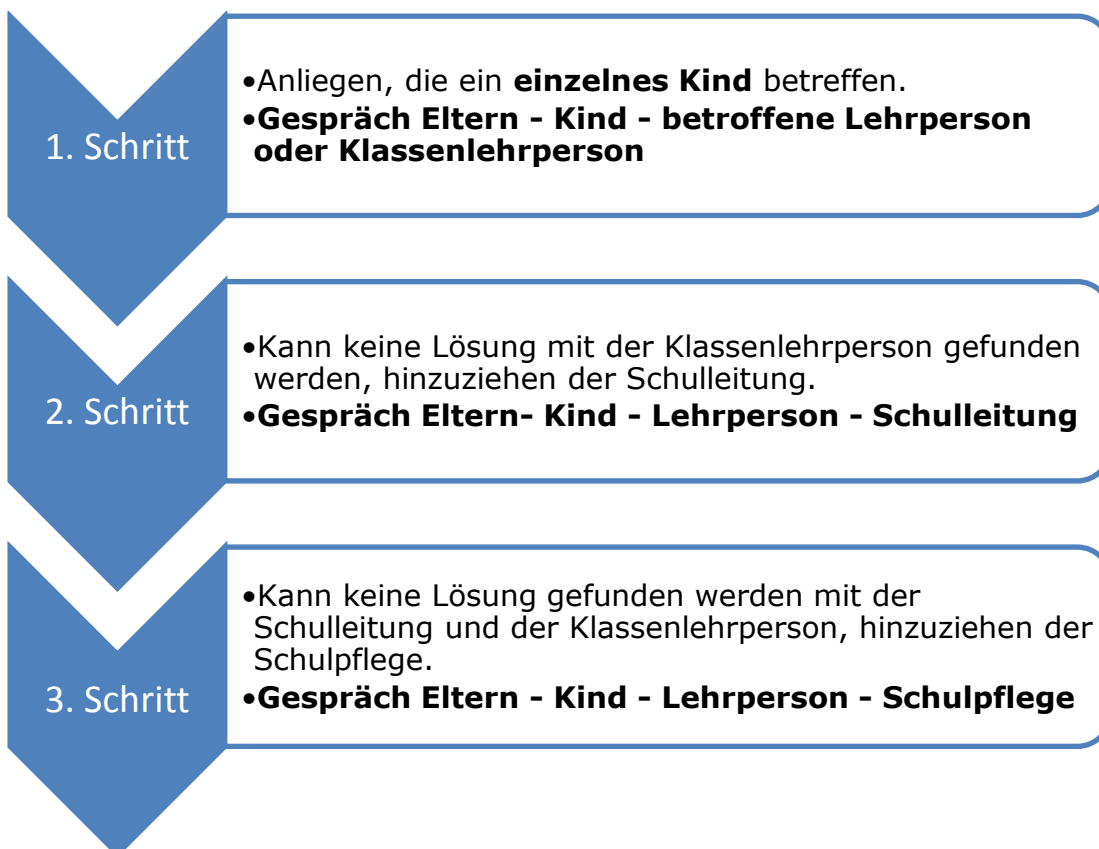 1. Schritt
•Anliegen, die ein einzelnes Kind betreffen.
•Gespräch Eltern - Kind - betroffene Lehrperson
oder Klassenlehrperson
2. Schritt
•Kann keine Lösung mit der Klassenlehrperson gefunden
werden, hinzuziehen der Schulleitung.
•Gespräch Eltern- Kind - Lehrperson - Schulleitung
3. Schritt
•Kann keine Lösung gefunden werden mit der
Schulleitung und der Klassenlehrperson, hinzuziehen der
Schulpflege.
•Gespräch Eltern - Kind - Lehrperson - Schulpflege